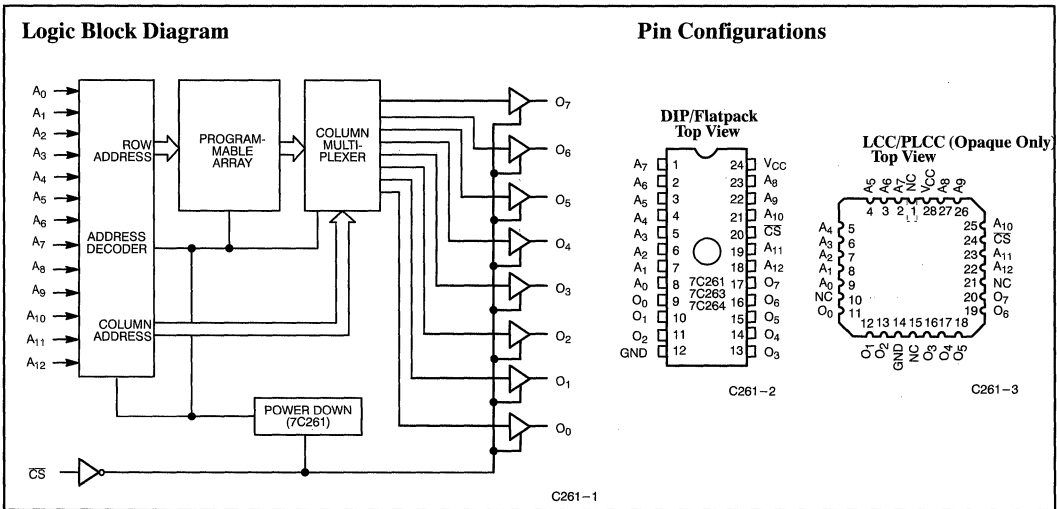 Logic Block Diagram
A0
A1
A2
A3
A4
A5
A6
A7
A8
A9
A10
A11
A12
ROW
ADDRESS
ADDRESS
DECODER
COLUMN
ADDRESS
PROGRAM-
MABLE
ARRAY
COLUMN
MULTI-
PLEXER
POWER DOWN
(7C261)
CS
O7
O6
O5
O4
O3
O2
O1
O0
C261-1
Pin Configurations
DIP/Flatpack
Top View
A7 1 24 VCC
A6 2 23 A8
A5 3 22 A9
A4 4 21 A10
A3 5 20 CS
A2 6 19 A11
A1 7 18 A12
A0 8 7C261 17 O7
O0 9 7C263 16 O6
O1 10 7C264 15 O5
O2 11 14 O4
GND 12 13 O3
C261-2
LCC/PLCC (Opaque Only)
Top View
A5 A6 A7 NC VCC A8 A9
4 3 2 1 28 27 26
A4 5 25 A10
A3 6 24 CS
A2 7 23 A11
A1 8 22 A12
A0 9 21 NC
NC 10 20 O7
O0 11 19 O6
12 13 14 15 16 17 18
O1 O2 GND NC O3 O4 O5
C261-3